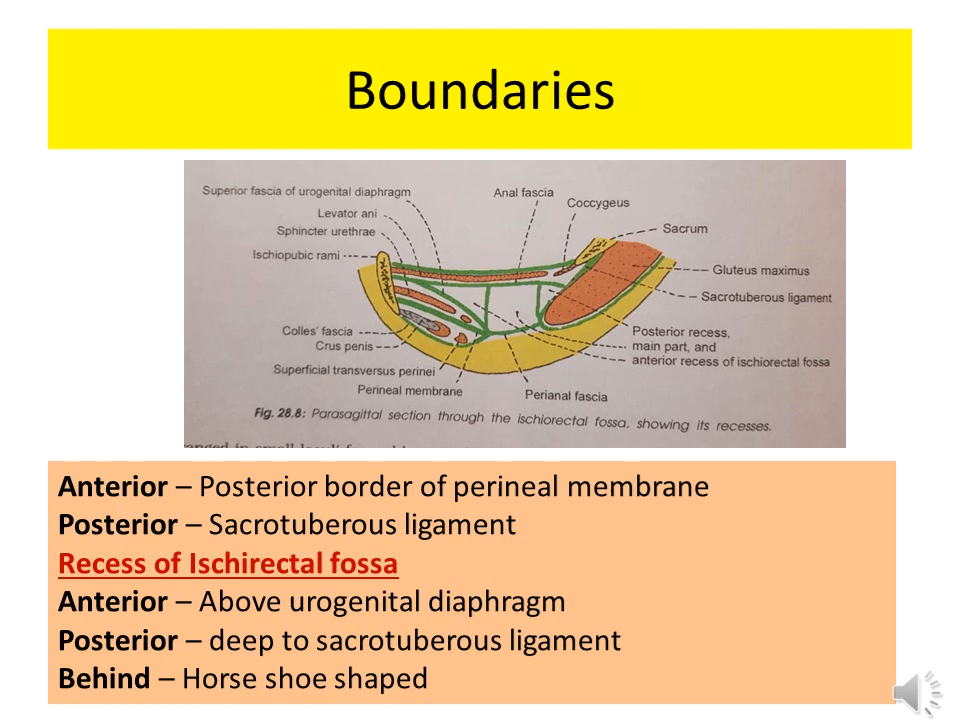 Boundaries
Superior fascia of urogenital diaphragm
Anal fascia
Coccygeus
Levator ani
Sphincter urethrae
Sacrum
Ischiopubic rami
Gluteus maximus
Sacrotuberous ligament
Colles' fascia
Posterior recess,
Crus penis
main part, and
anterior recess of ischiorectal fossa
Superficial transversus perinei
Perineal membrane
Perianal fascia
Fig. 28.8: Parasagittal section through the ischiorectal fossa, showing its recesses.
Anterior – Posterior border of perineal membrane
Posterior – Sacrotuberous ligament
Recess of Ischirectal fossa
Anterior – Above urogenital diaphragm
Posterior – deep to sacrotuberous ligament
Behind – Horse shoe shaped